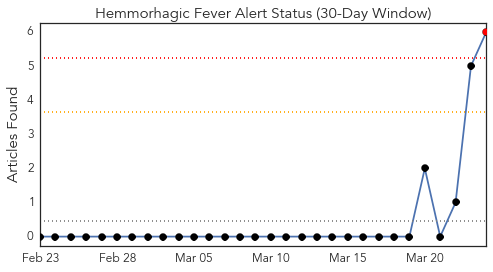 Hemmorhagic Fever Alert Status (30-Day Window)
Articles Found
6
5
4
3
2
1
0
Feb 23 Feb 28 Mar 05 Mar 10 Mar 15 Mar 20